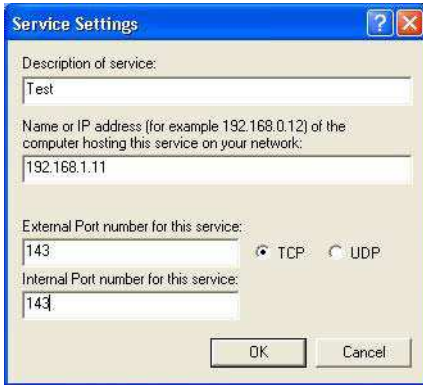 Service Settings
Description of service:
Test
Name or IP address (for example 192.168.0.12) of the
computer hosting this service on your network:
192.168.1.11
External Port number for this service:
143
TCP
UDP
Internal Port number for this service:
143
OK
Cancel